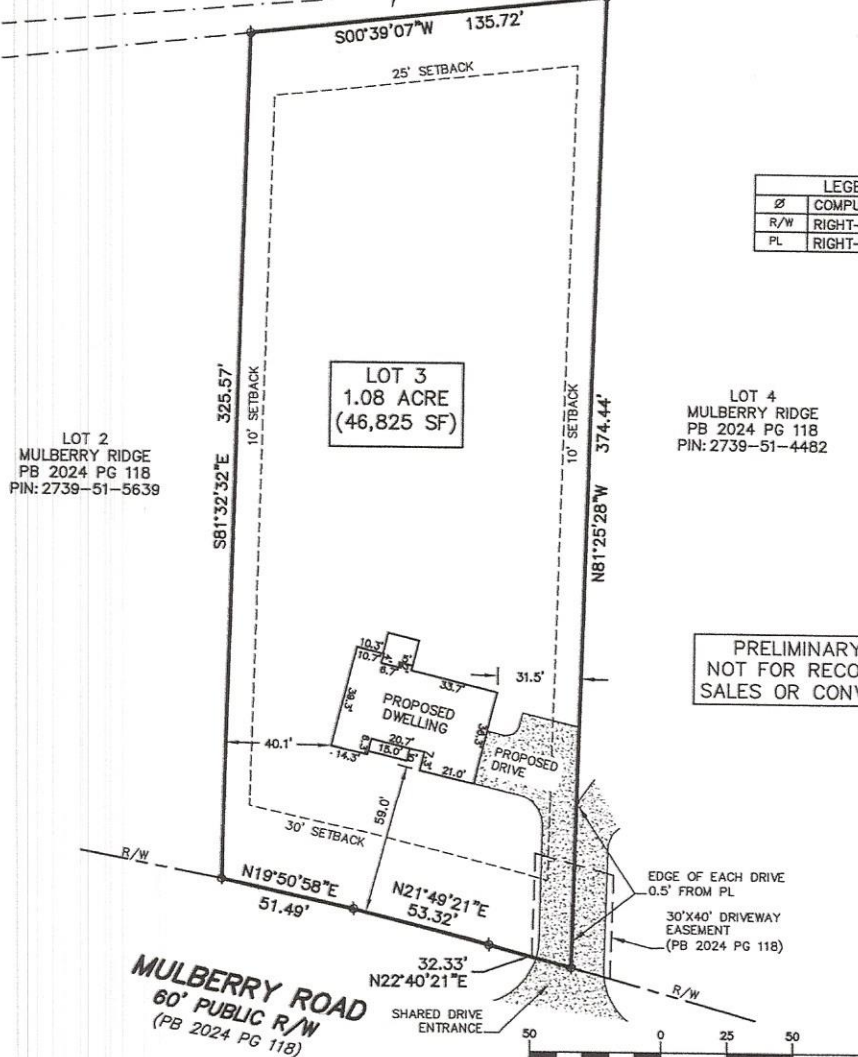 S00°39'07"W 135.72'
25' SETBACK
LEGE
Ø COMPU
R/W RIGHT-
PL RIGHT-
LOT 3
1.08 ACRE
(46,825 SF)
S81°32'32"E 325.57'
10' SETBACK
10' SETBACK
N81°25'28"W 374.44'
LOT 2
MULBERRY RIDGE
PB 2024 PG 118
PIN: 2739-51-5639
LOT 4
MULBERRY RIDGE
PB 2024 PG 118
PIN: 2739-51-4482
PRELIMINARY
NOT FOR RECO
SALES OR CONV
10.3'
10.7'
6.7'
33.7'
31.5'
39.3'
PROPOSED
DWELLING
PROPOSED
DRIVE
40.1'
14.3'
20.7'
15.0'
21.0'
59.0'
30' SETBACK
R/W
N19°50'58"E
51.49'
N21°49'21"E
53.32'
32.33'
N22°40'21"E
EDGE OF EACH DRIVE
0.5' FROM PL
30'X40' DRIVEWAY
EASEMENT
(PB 2024 PG 118)
R/W
MULBERRY ROAD
60' PUBLIC R/W
(PB 2024 PG 118)
SHARED DRIVE
ENTRANCE
50 0 25 50